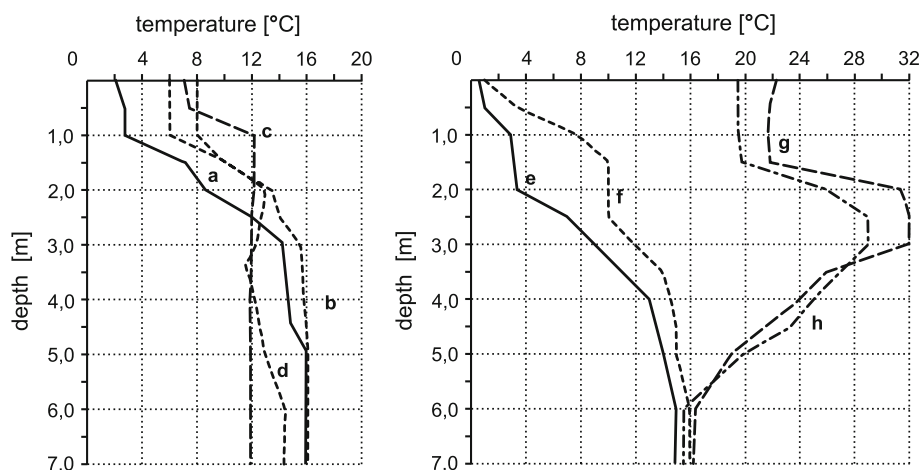 temperature [°C]
0 4 8 12 16 20
1,0
2,0
3,0
4,0
5,0
6,0
7,0
depth [m]
a
b
c
d
temperature [°C]
0 4 8 12 16 20 24 28 32
1,0
2,0
3,0
4,0
5,0
6,0
7,0
depth [m]
e
f
g
h